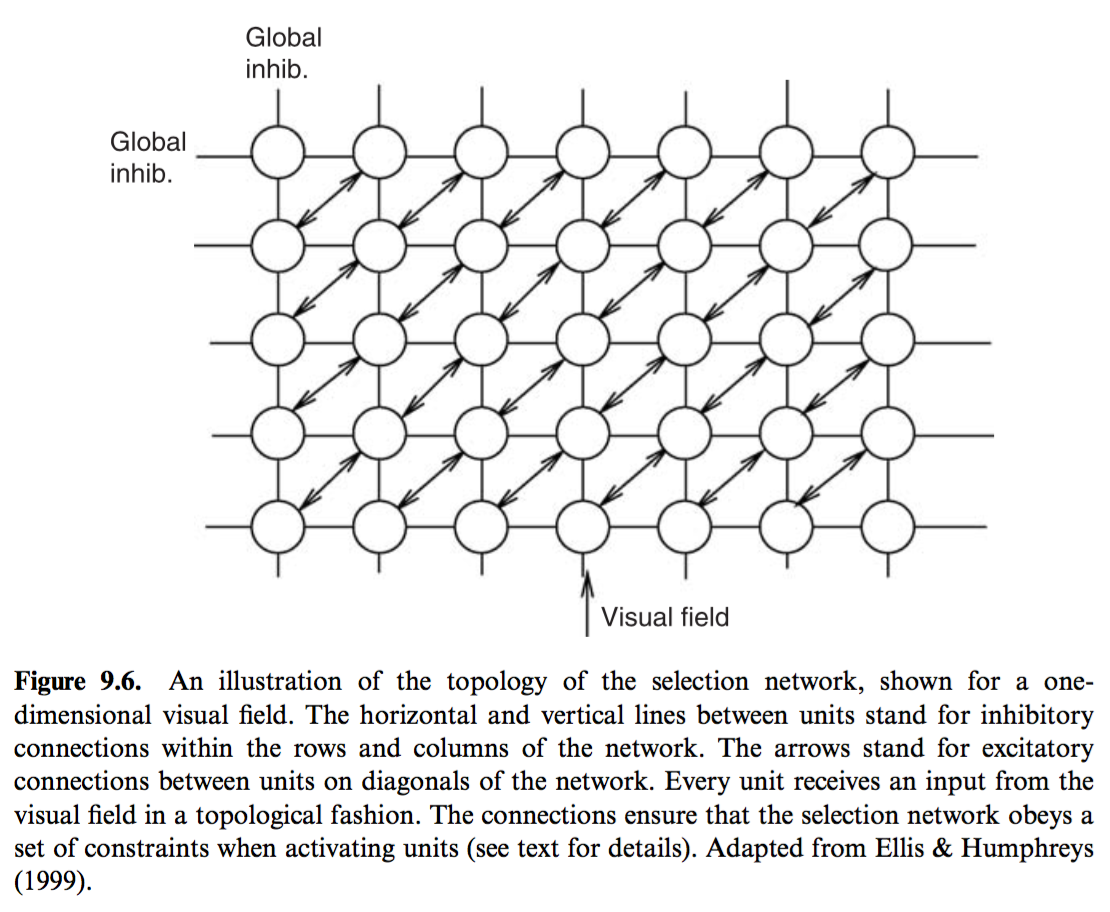 Global
inhib.
Global
inhib.
Visual field
Figure 9.6. An illustration of the topology of the selection network, shown for a one-
dimensional visual field. The horizontal and vertical lines between units stand for inhibitory
connections within the rows and columns of the network. The arrows stand for excitatory
connections between units on diagonals of the network. Every unit receives an input from the
visual field in a topological fashion. The connections ensure that the selection network obeys a
set of constraints when activating units (see text for details). Adapted from Ellis & Humphreys
(1999).